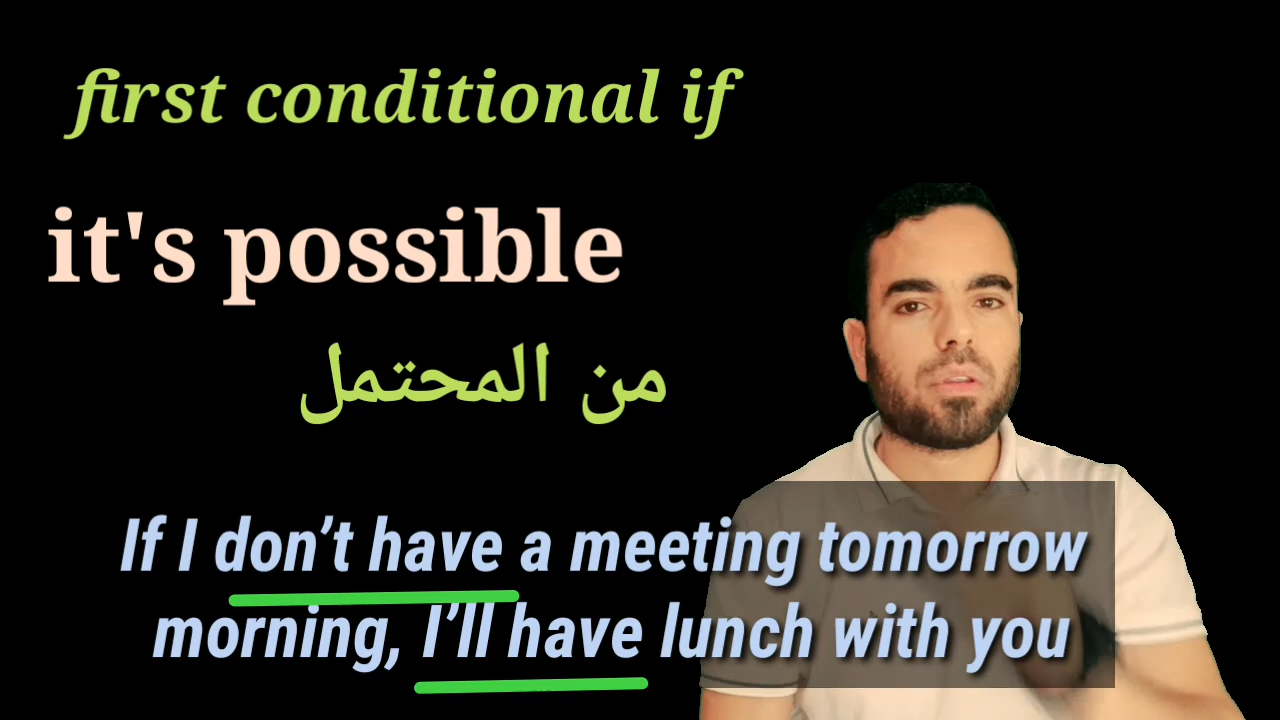 first conditional if
it's possible
من المحتمل
If I don’t have a meeting tomorrow
morning, I’ll have lunch with you